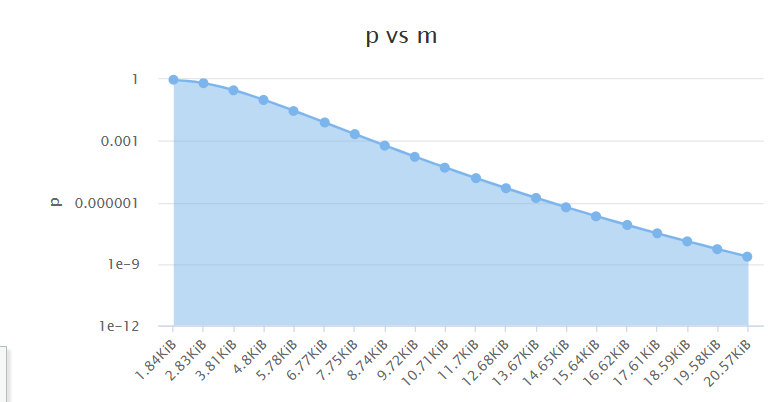 p vs m
1
0.001
p
0.000001
1e-9
1e-12
1.84KiB
2.83KiB
3.81KiB
4.8KiB
5.78KiB
6.77KiB
7.75KiB
8.74KiB
9.72KiB
10.71KiB
11.7KiB
12.68KiB
13.67KiB
14.65KiB
15.64KiB
16.62KiB
17.61KiB
18.59KiB
19.58KiB
20.57KiB